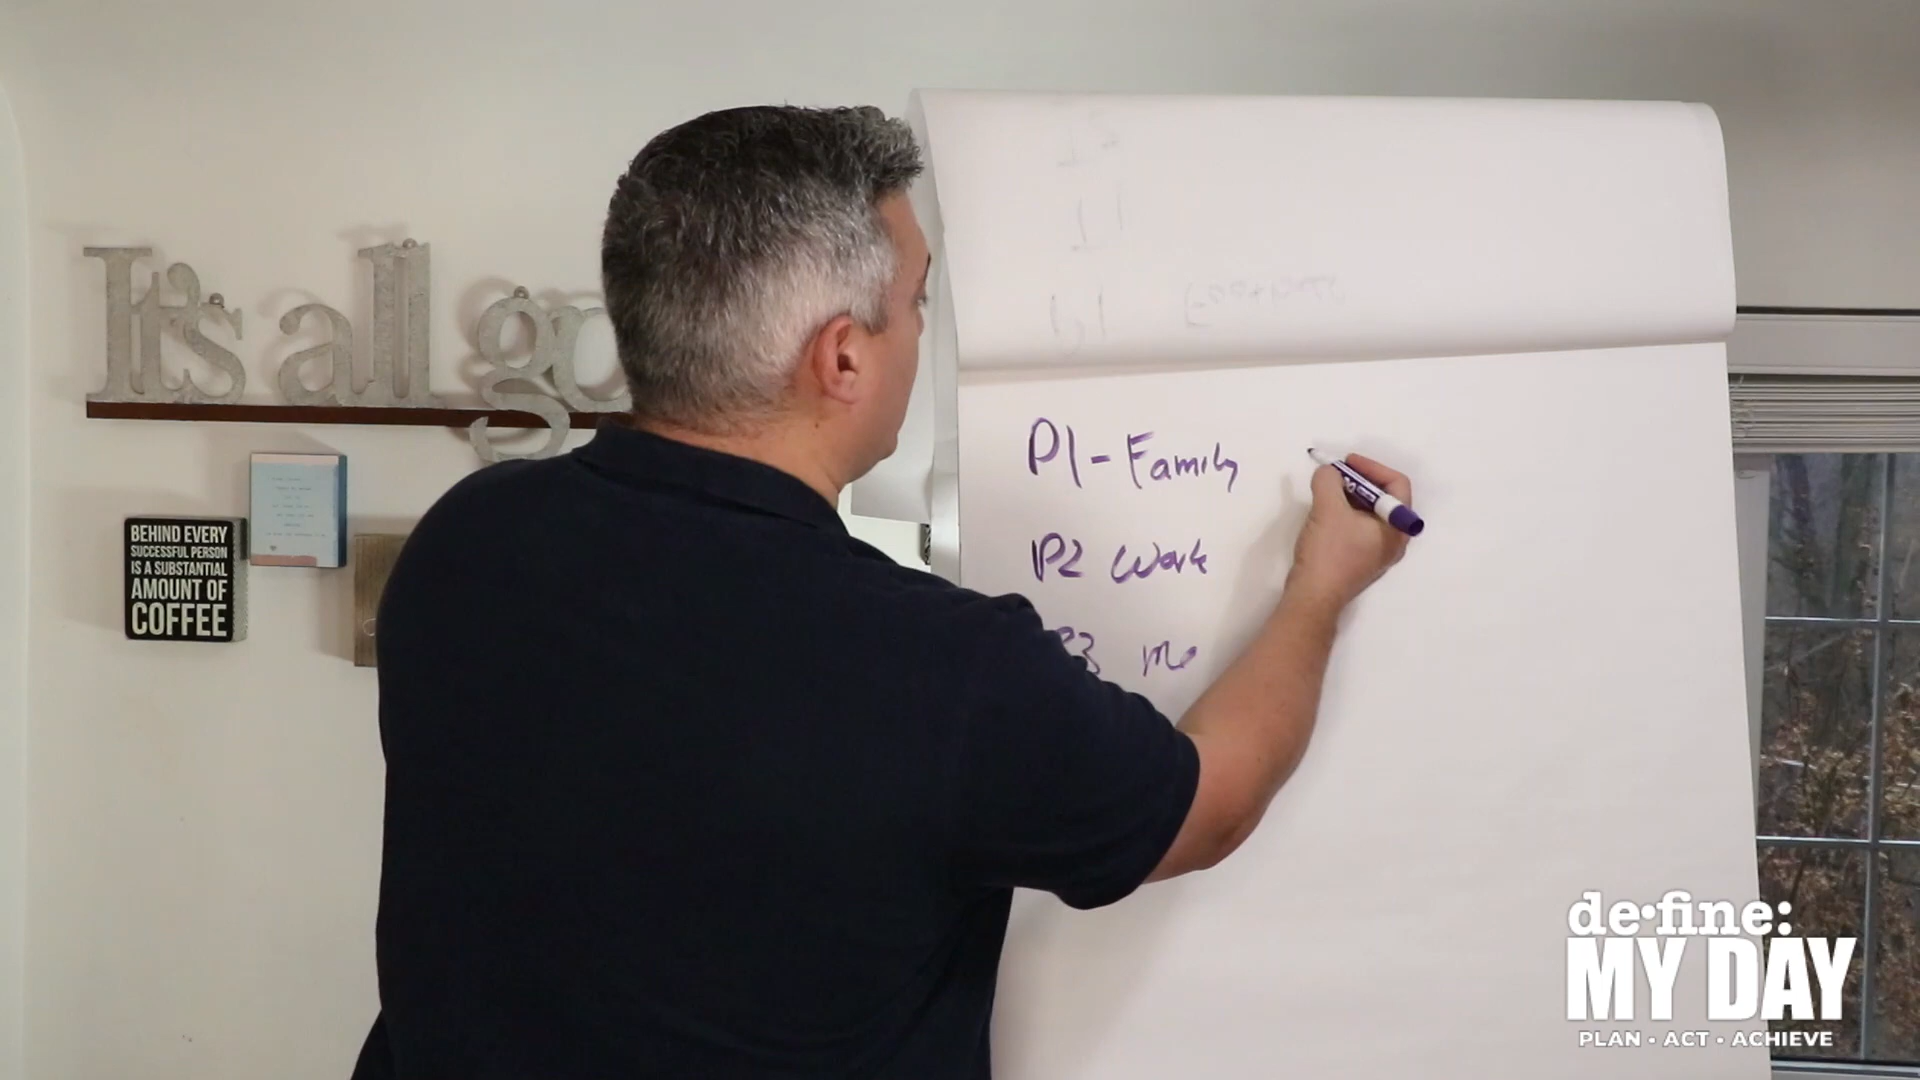 It's all go
BEHIND EVERY
SUCCESSFUL PERSON
IS A SUBSTANTIAL
AMOUNT OF
COFFEE
P1 - Family
P2 Work
P3 me
de•fine:
MY DAY
PLAN • ACT • ACHIEVE